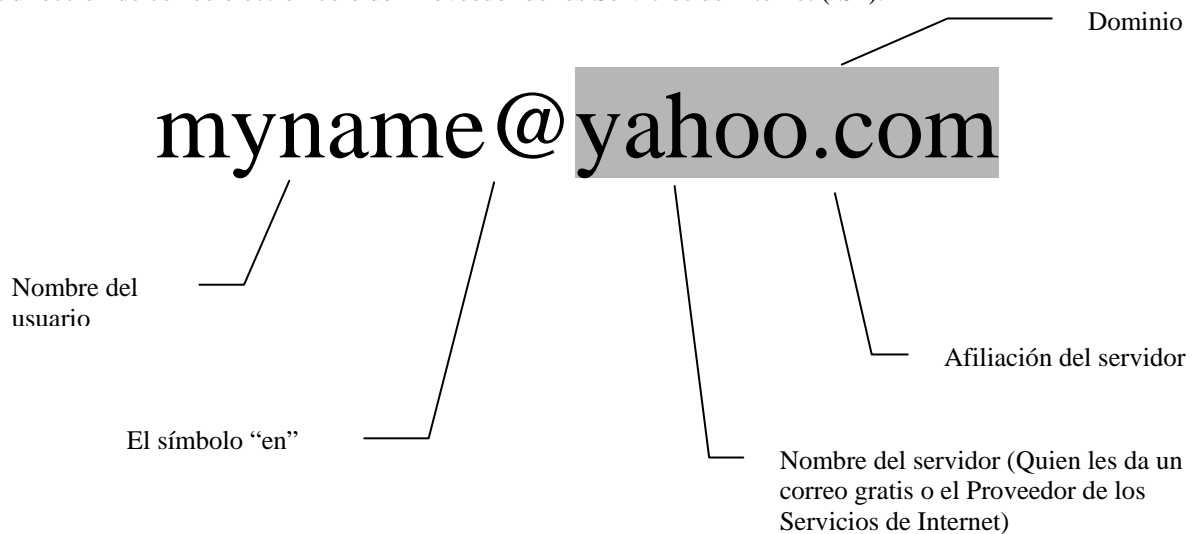 Dominio
myname@yahoo.com
Nombre del
usuario
Afiliación del servidor
El símbolo “en”
Nombre del servidor (Quien les da un
correo gratis o el Proveedor de los
Servicios de Internet)